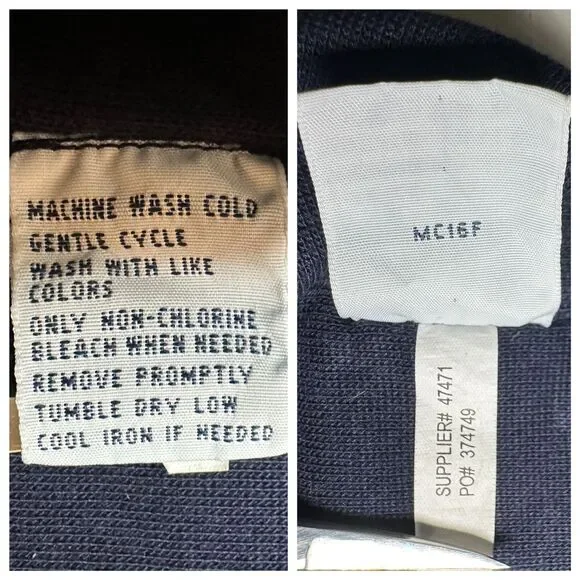 MACHINE WASH COLD
GENTLE CYCLE
WASH WITH LIKE
COLORS
ONLY NON-CHLORINE
BLEACH WHEN NEEDED
REMOVE PROMPTLY
TUMBLE DRY LOW
COOL IRON IF NEEDED
MC16F
SUPPLIER# 47471
PO# 374749